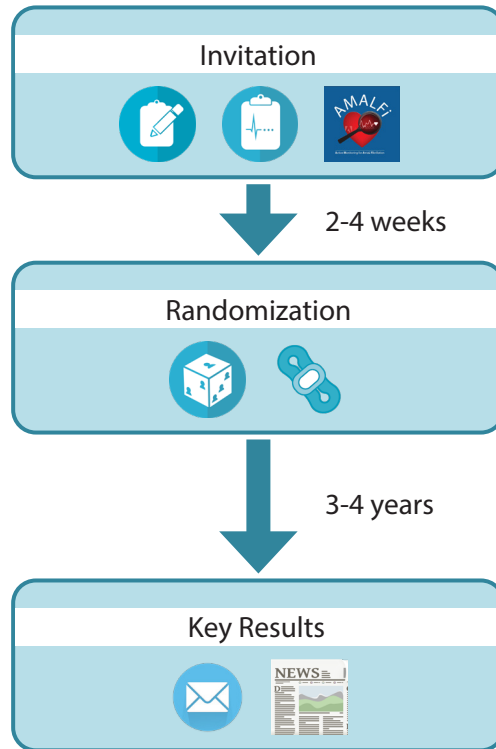 Invitation
AMALFi
2-4 weeks
Randomization
3-4 years
Key Results
NEWS